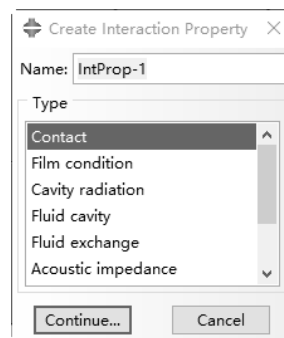 Create Interaction Property
Name: IntProp-1
Type
Contact
Film condition
Cavity radiation
Fluid cavity
Fluid exchange
Acoustic impedance
Continue... Cancel